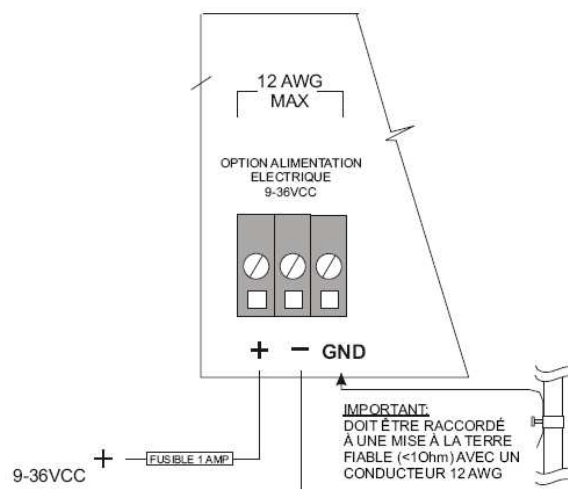 12 AWG
MAX
OPTION ALIMENTATION
ELECTRIQUE
9-36VCC
+ − GND
IMPORTANT:
DOIT ÊTRE RACCORDÉ
À UNE MISE À LA TERRE
FIABLE (<1Ohm) AVEC UN
CONDUCTEUR 12 AWG
+ FUSIBLE 1 AMP
9-36VCC